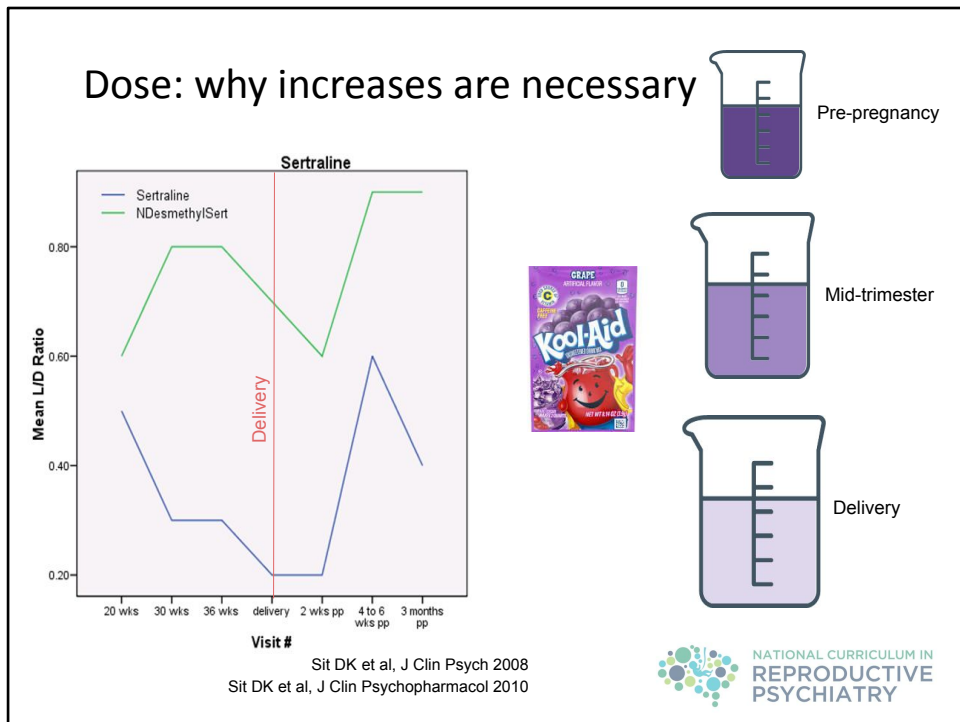 Dose: why increases are necessary
Pre-pregnancy
Sertraline
Sertraline
NDesmethylSert
Mean L/D Ratio
0.80
0.60
0.40
0.20
Delivery
20 wks
30 wks
36 wks
delivery
2 wks pp
4 to 6
wks pp
3 months
pp
Visit #
GRAPE
ARTIFICIAL FLAVOR
C
Kool-Aid
Mid-trimester
Delivery
Sit DK et al, J Clin Psych 2008
Sit DK et al, J Clin Psychopharmacol 2010
NATIONAL CURRICULUM IN
REPRODUCTIVE
PSYCHIATRY